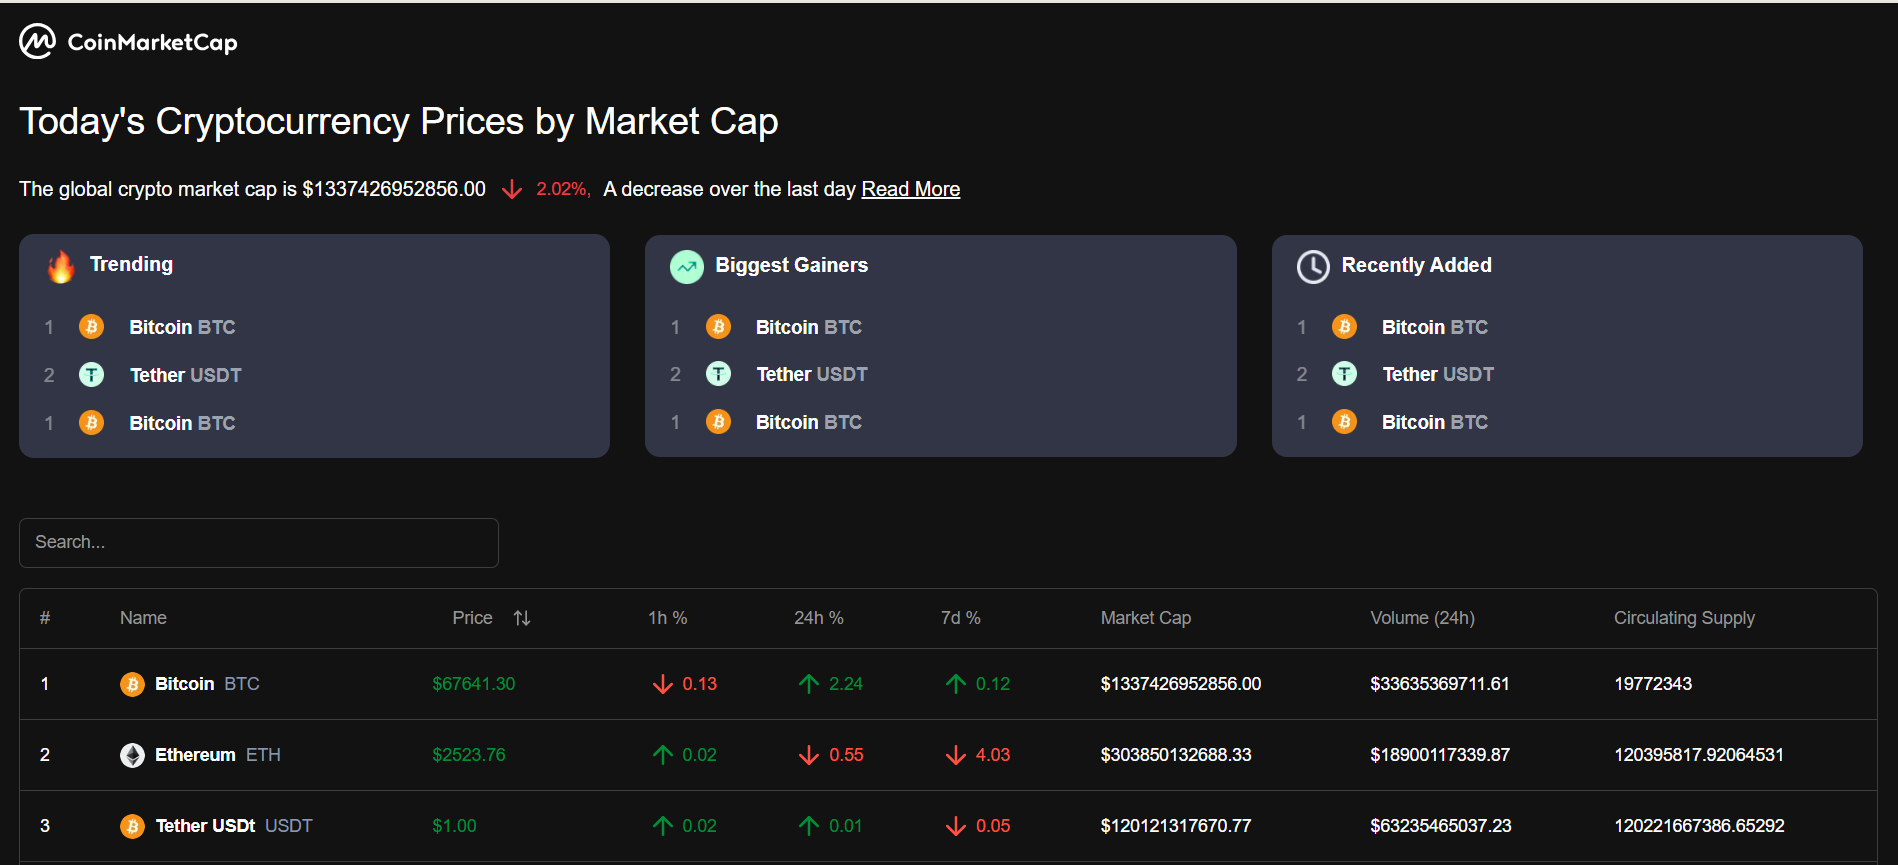 CoinMarketCap
Today's Cryptocurrency Prices by Market Cap
The global crypto market cap is $1337426952856.00 2.02%, A decrease over the last day Read More
Trending
1 Bitcoin BTC
2 Tether USDT
1 Bitcoin BTC
Biggest Gainers
1 Bitcoin BTC
2 Tether USDT
1 Bitcoin BTC
Recently Added
1 Bitcoin BTC
2 Tether USDT
1 Bitcoin BTC
Search...
# Name Price 1h % 24h % 7d % Market Cap Volume (24h) Circulating Supply
1 Bitcoin BTC $67641.30 0.13 2.24 0.12 $1337426952856.00 $33635369711.61 19772343
2 Ethereum ETH $2523.76 0.02 0.55 4.03 $303850132688.33 $18900117339.87 120395817.92064531
3 Tether USDt USDT $1.00 0.02 0.01 0.05 $120121317670.77 $63235465037.23 120221667386.65292